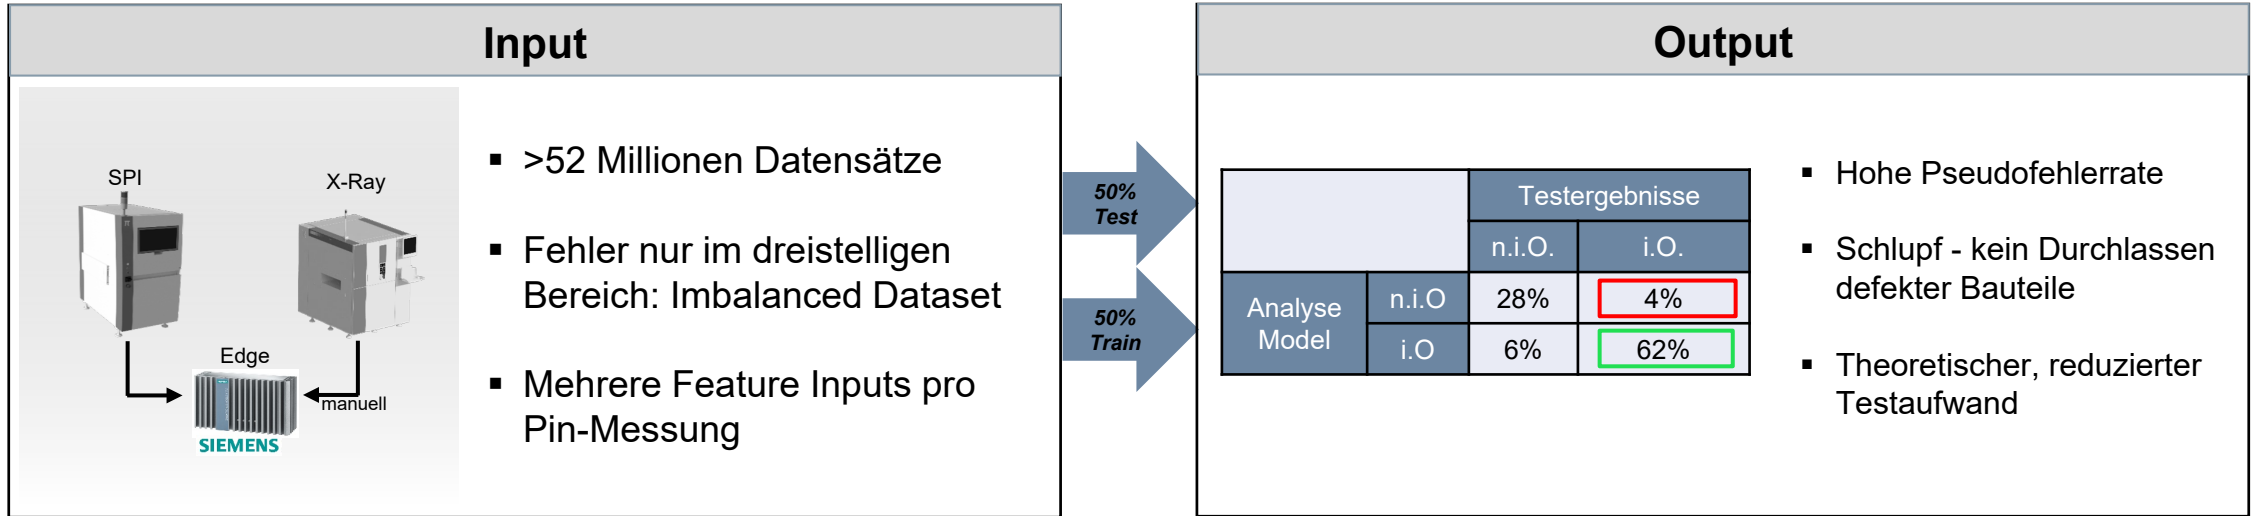 Input
SPI
X-Ray
Edge
manuell
SIEMENS
▪ >52 Millionen Datensätze
▪ Fehler nur im dreistelligen
Bereich: Imbalanced Dataset
▪ Mehrere Feature Inputs pro
Pin-Messung
50%
Test
50%
Train
Output
Testergebnisse
n.i.O. i.O.
Analyse
Model
n.i.O 28% 4%
i.O 6% 62%
▪ Hohe Pseudofehlerrate
▪ Schlupf - kein Durchlassen
defekter Bauteile
▪ Theoretischer, reduzierter
Testaufwand